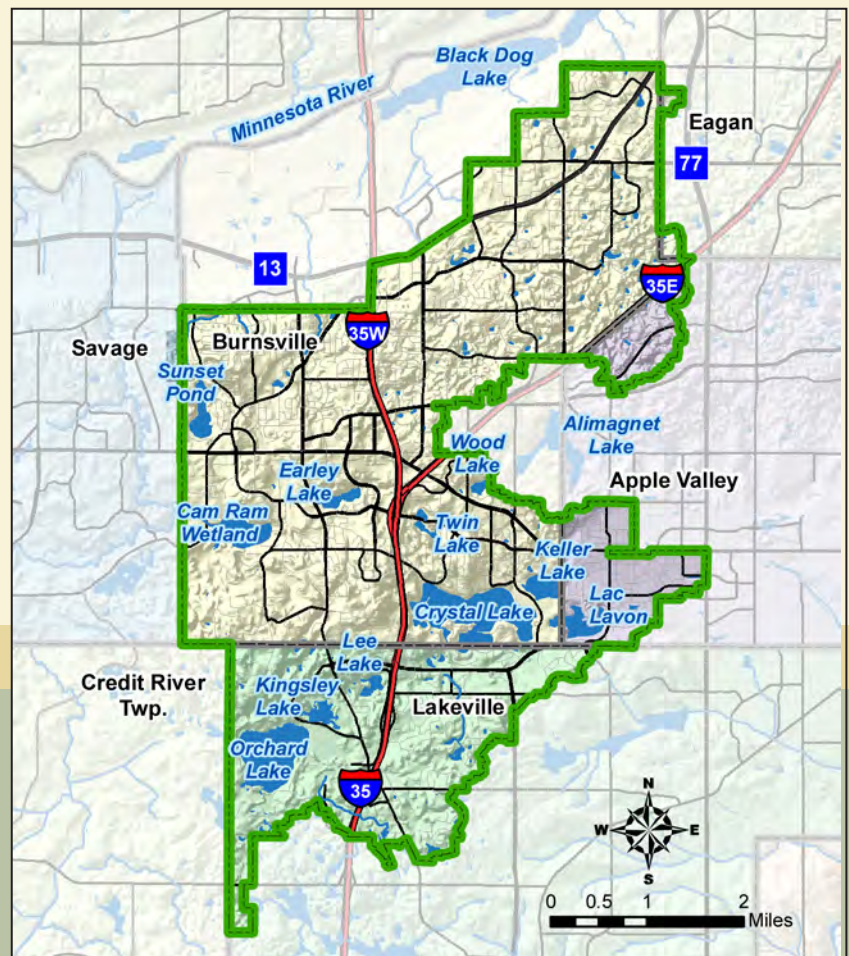 Black Dog
Lake
Minnesota River
Eagan
77
13
35E
35W
Savage
Burnsville
Sunset
Pond
Alimagnet
Lake
Wood
Lake
Apple Valley
Earley
Lake
Cam Ram
Wetland
Twin
Lake
Keller
Lake
Lac
Lavon
Crystal Lake
Lee
Lake
Credit River
Twp.
Kingsley
Lake
Lakeville
Orchard
Lake
35
N
W E
S
0 0.5 1 2
Miles